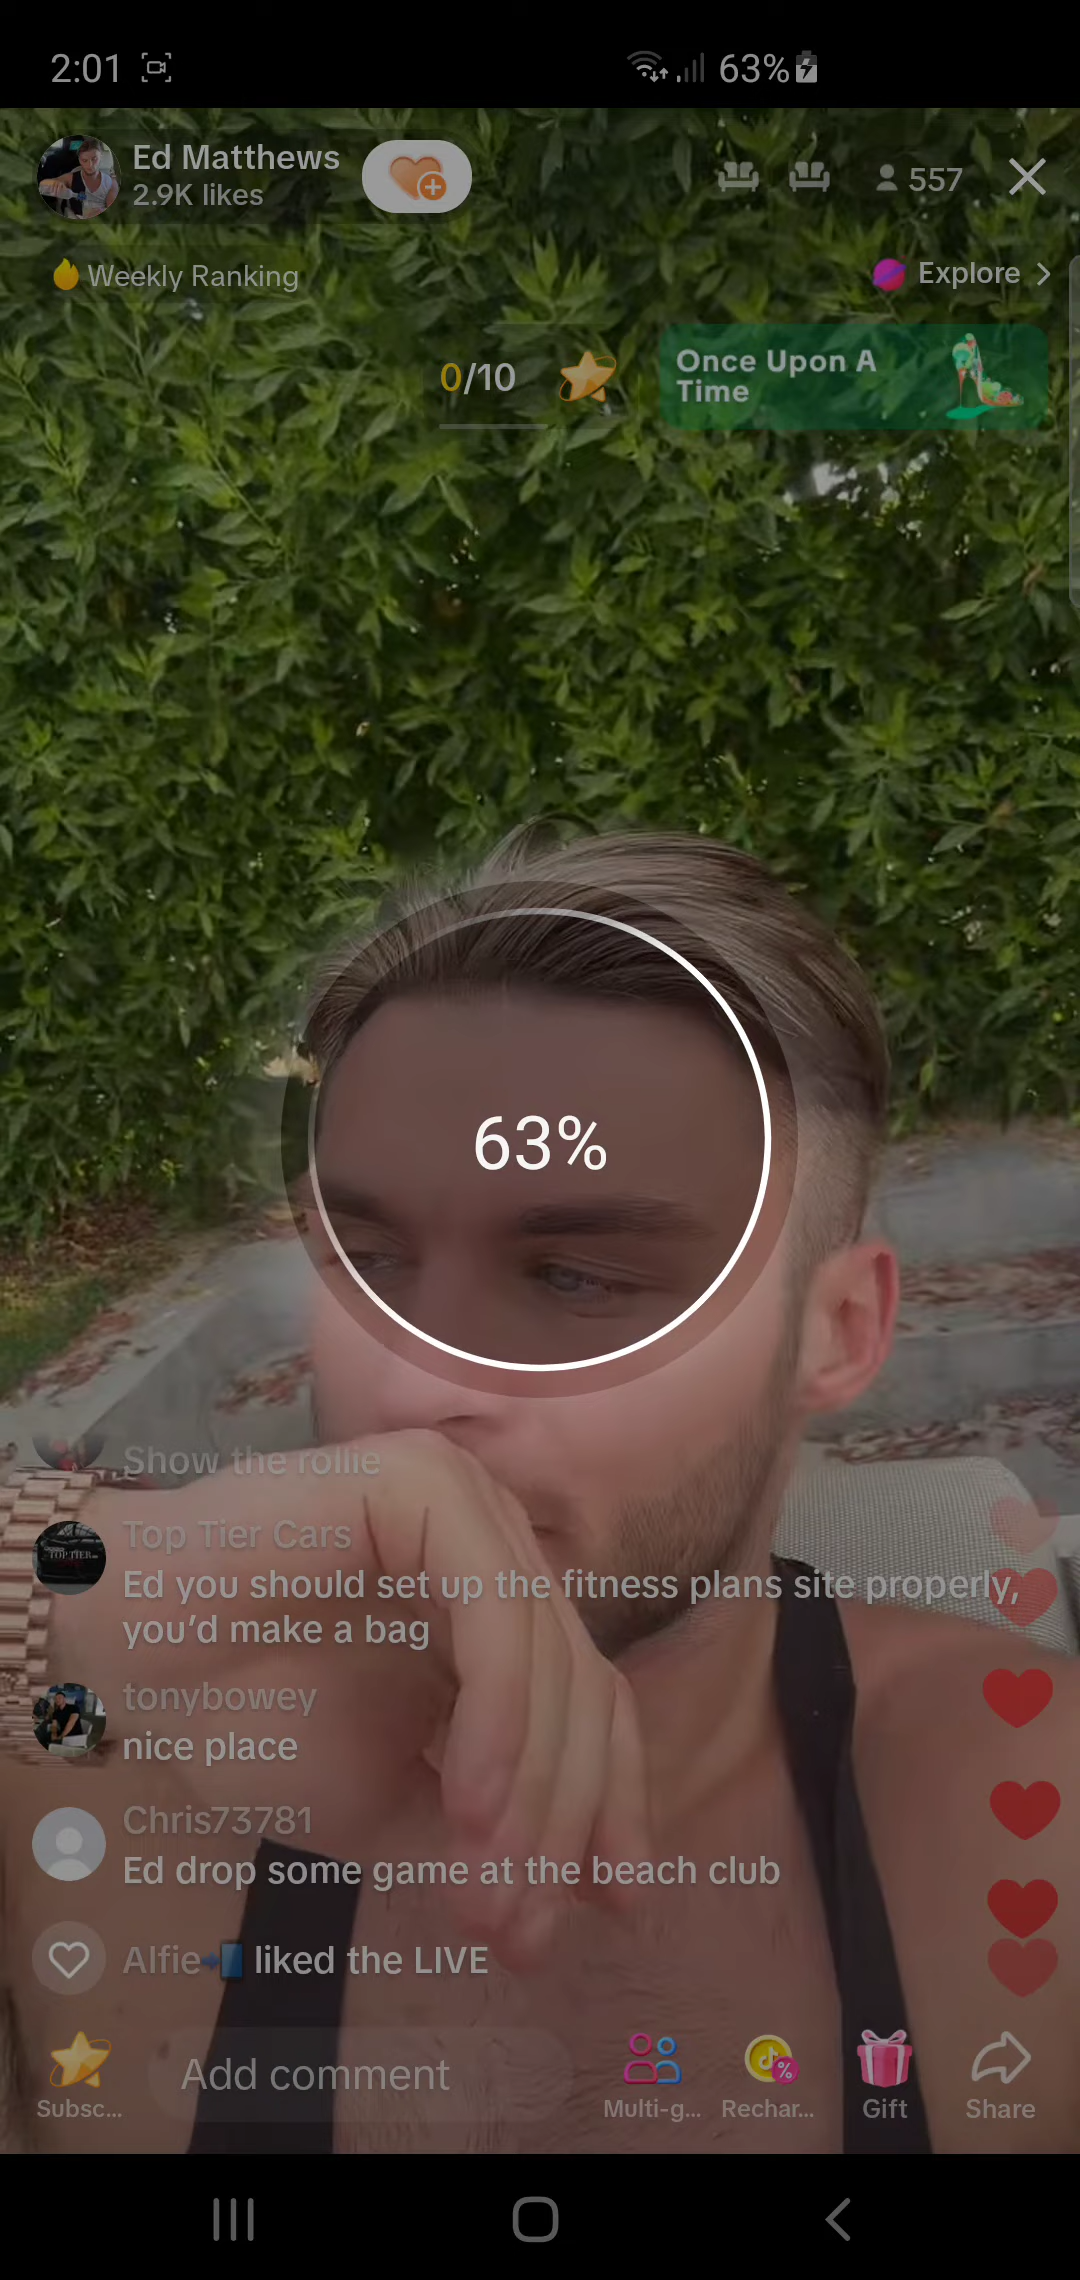 2:01
63%
Ed Matthews
2.9K likes
557
Weekly Ranking
Explore
0/10
Once Upon A
Time
63%
Show the rollie
Top Tier Cars
Ed you should set up the fitness plans site properly,
you’d make a bag
tonybowey
nice place
Chris73781
Ed drop some game at the beach club
Alfie📲 liked the LIVE
Add comment
Subsc...
Multi-g...
Rechar...
Gift
Share